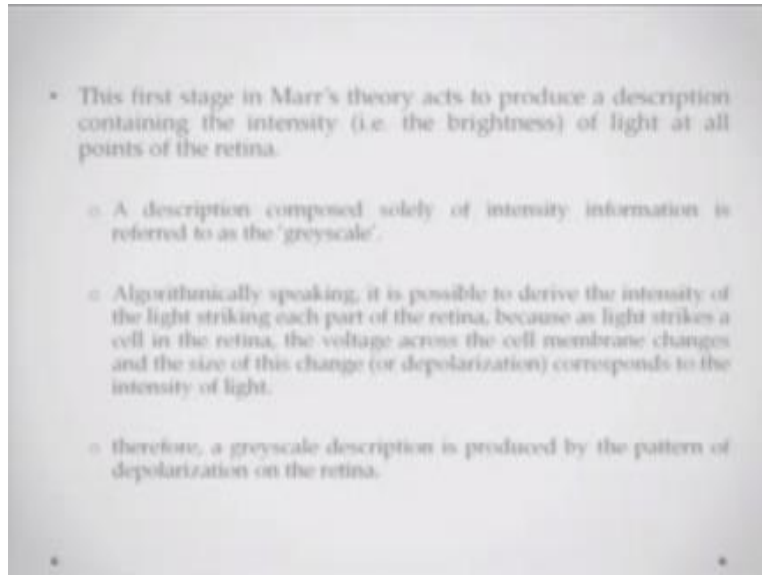 • This first stage in Marr's theory acts to produce a description
containing the intensity (i.e. the brightness) of light at all
points of the retina.
o A description composed solely of intensity information is
referred to as the 'greyscale'.
o Algorithmically speaking, it is possible to derive the intensity of
the light striking each part of the retina, because as light strikes a
cell in the retina, the voltage across the cell membrane changes
and the size of this change (or depolarization) corresponds to the
intensity of light.
o therefore, a greyscale description is produced by the pattern of
depolarization on the retina.